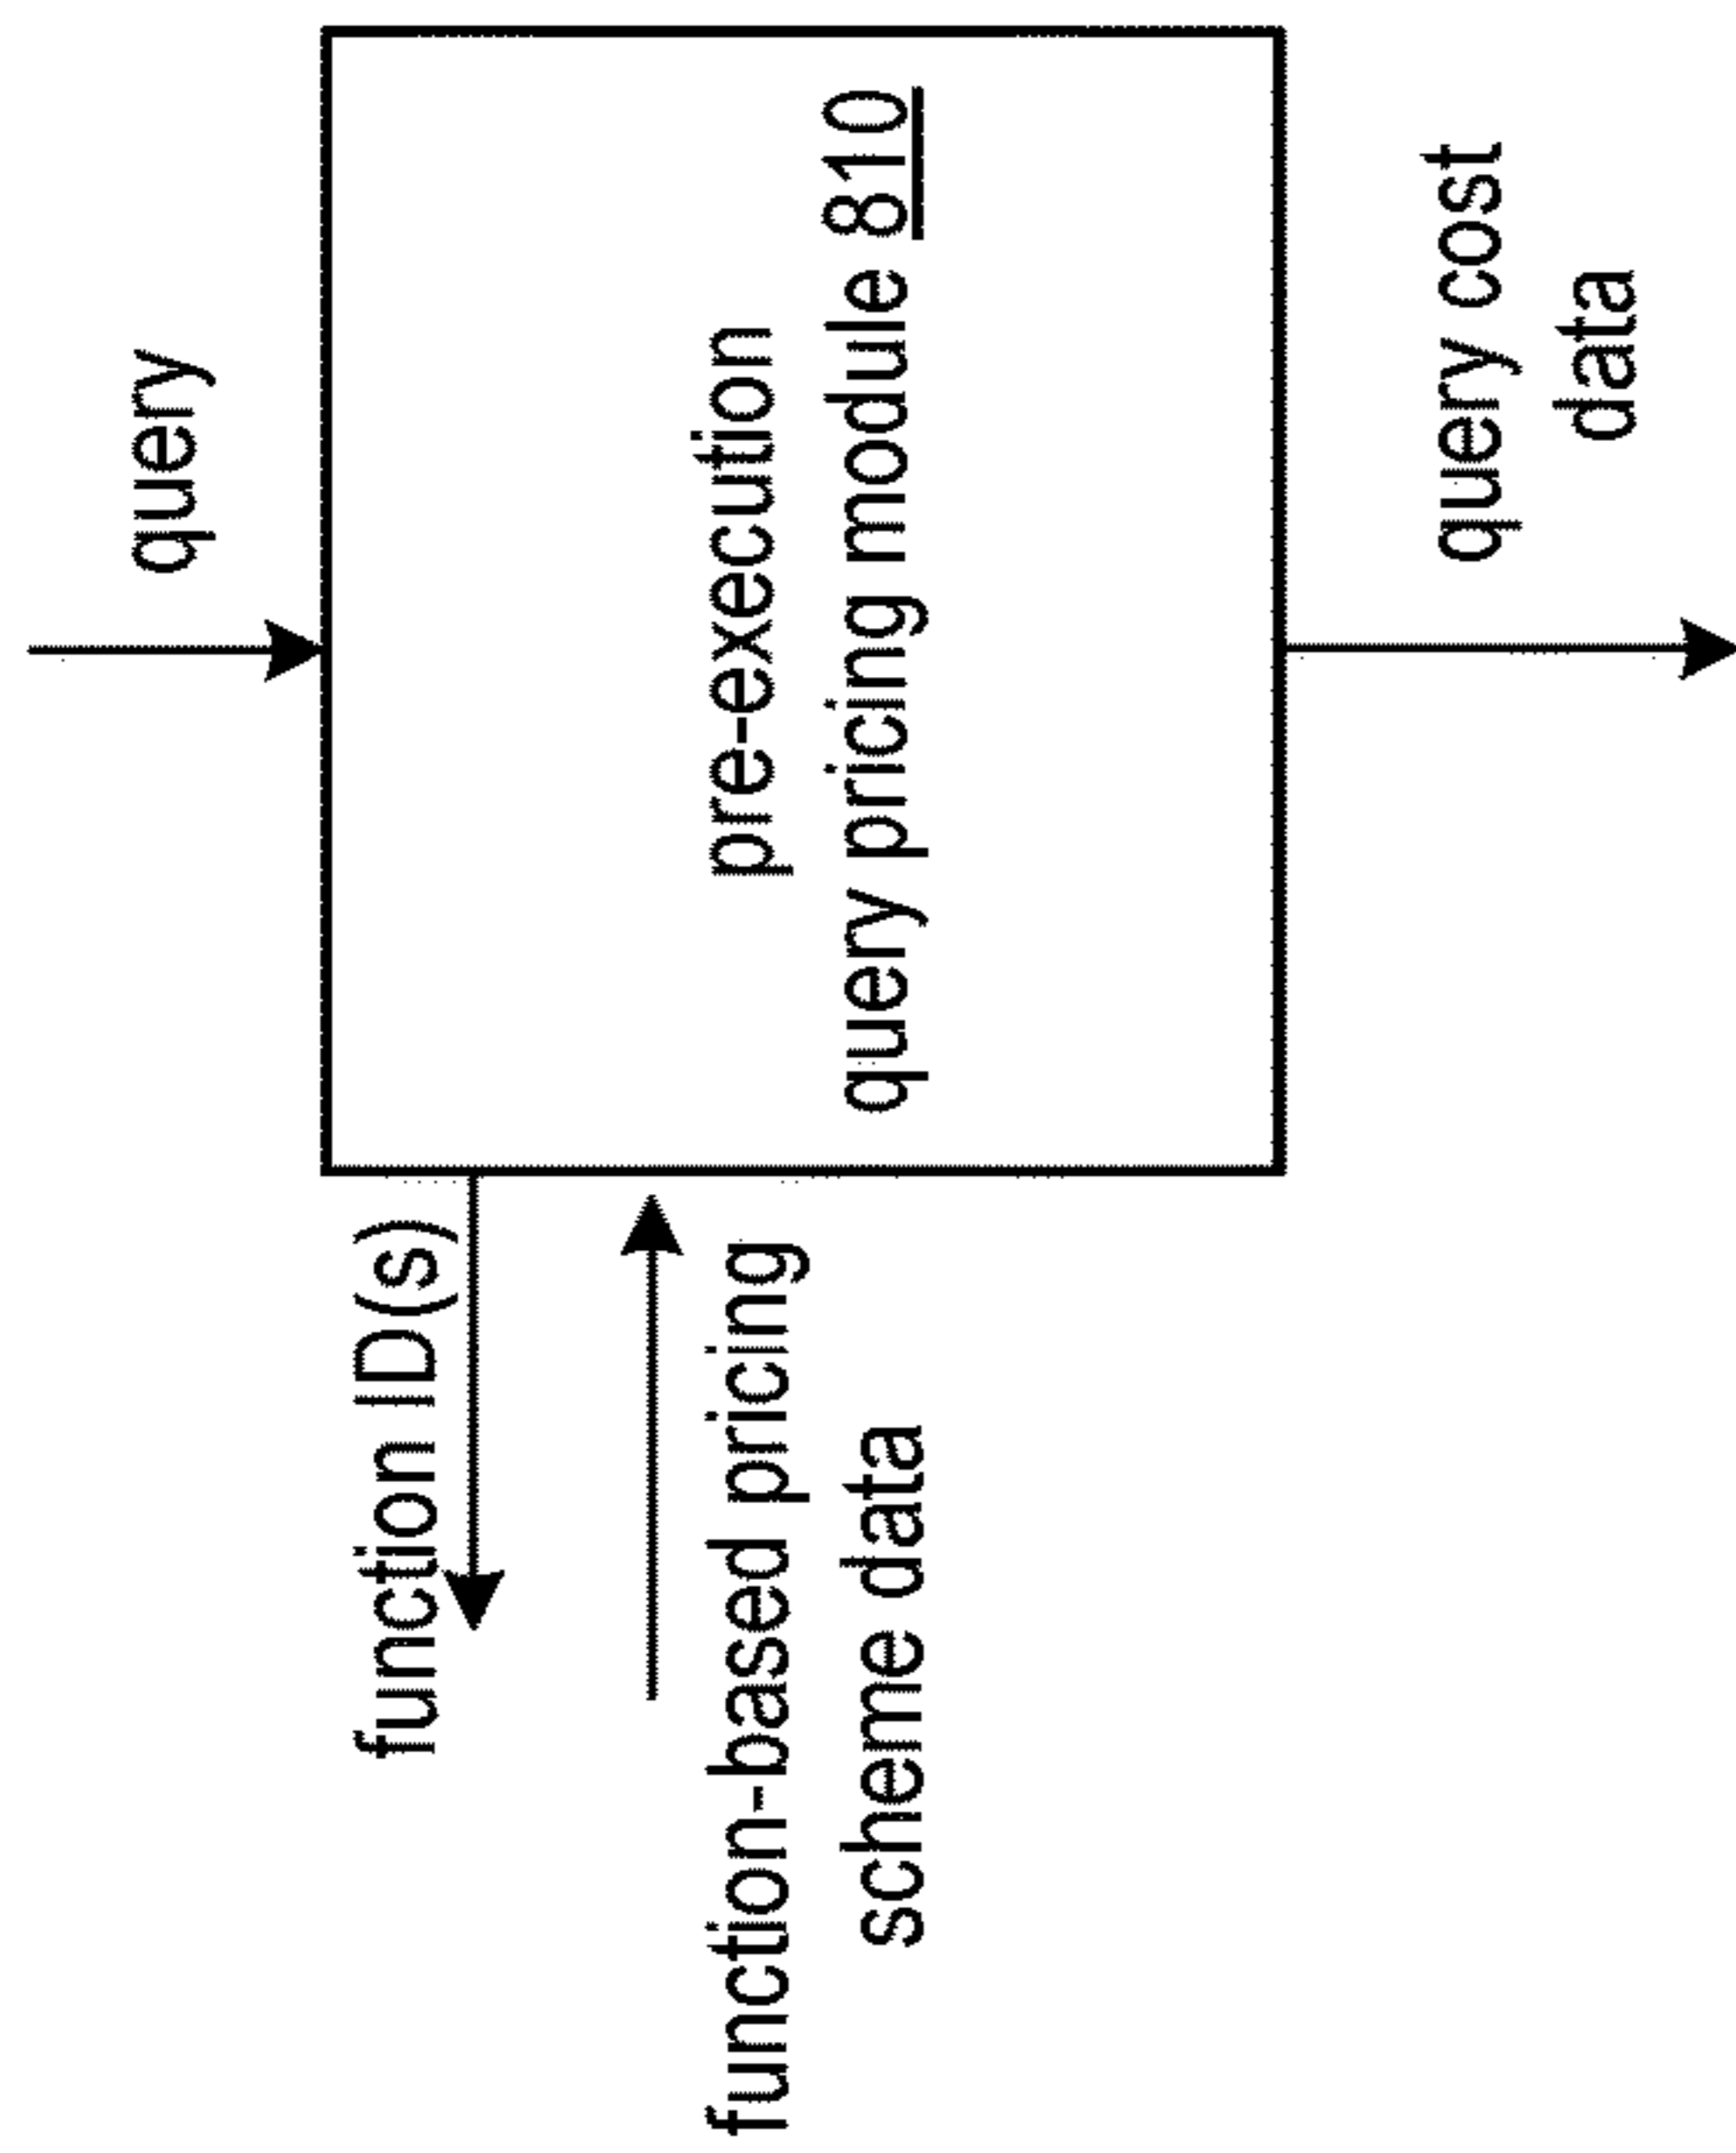 query
pre-execution
query pricing module 810
query cost
data
function ID(s)
function-based pricing
scheme data